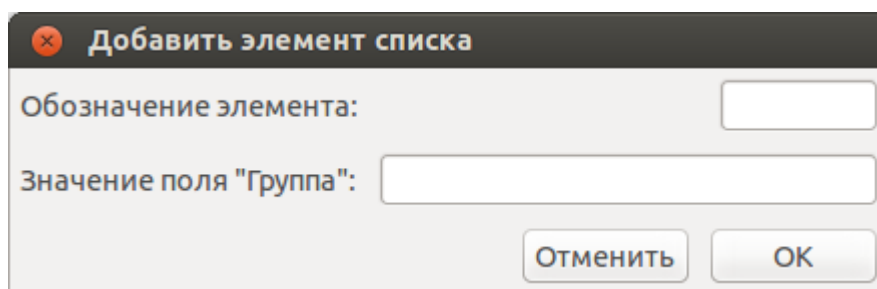 Добавить элемент списка
Обозначение элемента:
Значение поля "Группа":
Отменить OK